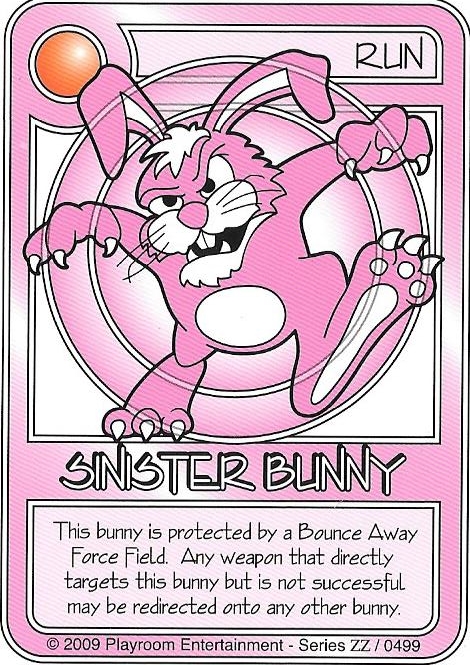 RUN
SINISTER BUNNY
This bunny is protected by a Bounce Away
Force Field. Any weapon that directly
targets this bunny but is not successful
may be redirected onto any other bunny.
© 2009 Playroom Entertainment - Series ZZ / 0499